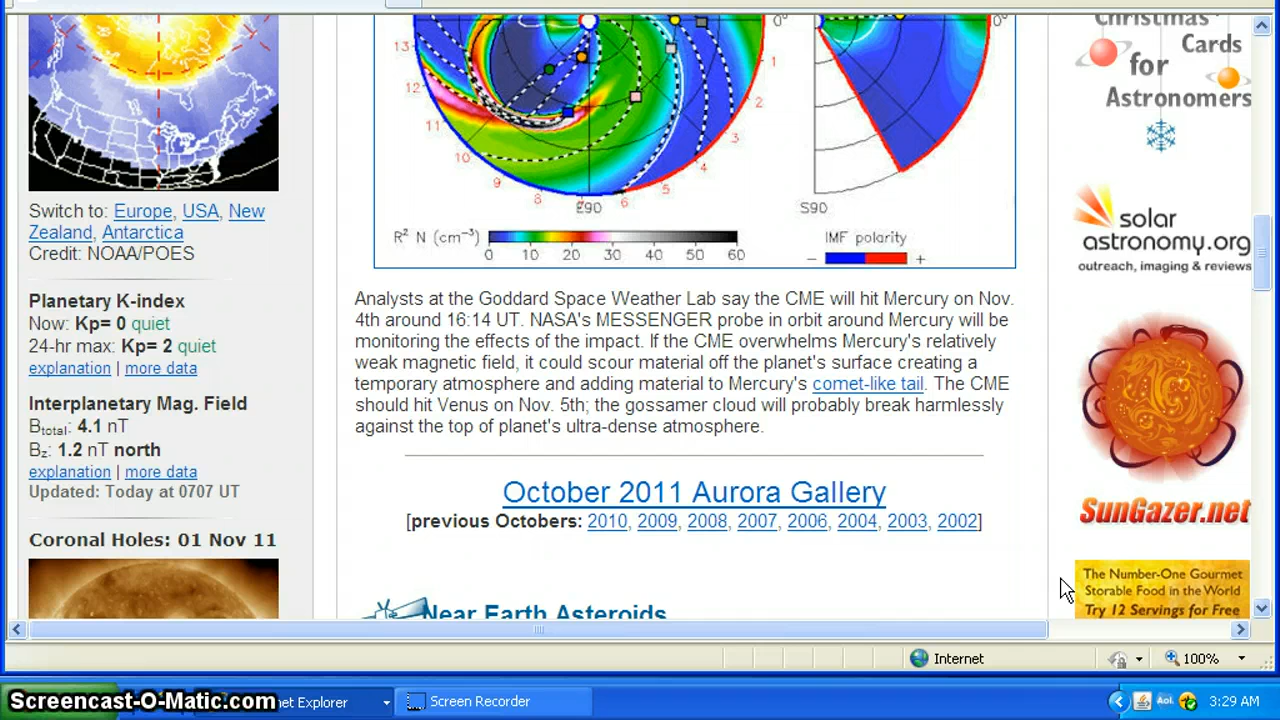 Switch to: Europe, USA, New
Zealand, Antarctica
Credit: NOAA/POES
Planetary K-index
Now: Kp= 0 quiet
24-hr max: Kp= 2 quiet
explanation | more data
Interplanetary Mag. Field
Btotal: 4.1 nT
Bz: 1.2 nT north
explanation | more data
Updated: Today at 0707 UT
Coronal Holes: 01 Nov 11
13
12
11
10
9
8
7
6
5
4
3
2
1
0°
E90
0°
S90
R² N (cm⁻³)
0 10 20 30 40 50 60
IMF polarity
- +
Analysts at the Goddard Space Weather Lab say the CME will hit Mercury on Nov.
4th around 16:14 UT. NASA's MESSENGER probe in orbit around Mercury will be
monitoring the effects of the impact. If the CME overwhelms Mercury's relatively
weak magnetic field, it could scour material off the planet's surface creating a
temporary atmosphere and adding material to Mercury's comet-like tail. The CME
should hit Venus on Nov. 5th; the gossamer cloud will probably break harmlessly
against the top of planet's ultra-dense atmosphere.
October 2011 Aurora Gallery
[previous Octobers: 2010, 2009, 2008, 2007, 2006, 2004, 2003, 2002]
Near Earth Asteroids
Christmas
Cards
for
Astronomers
solar
astronomy.org
outreach, imaging & reviews
SunGazer.net
The Number-One Gourmet
Storable Food in the World
Try 12 Servings for Free
Internet
100%
Screencast-O-Matic.com
net Explorer
Screen Recorder
Aol.
3:29 AM